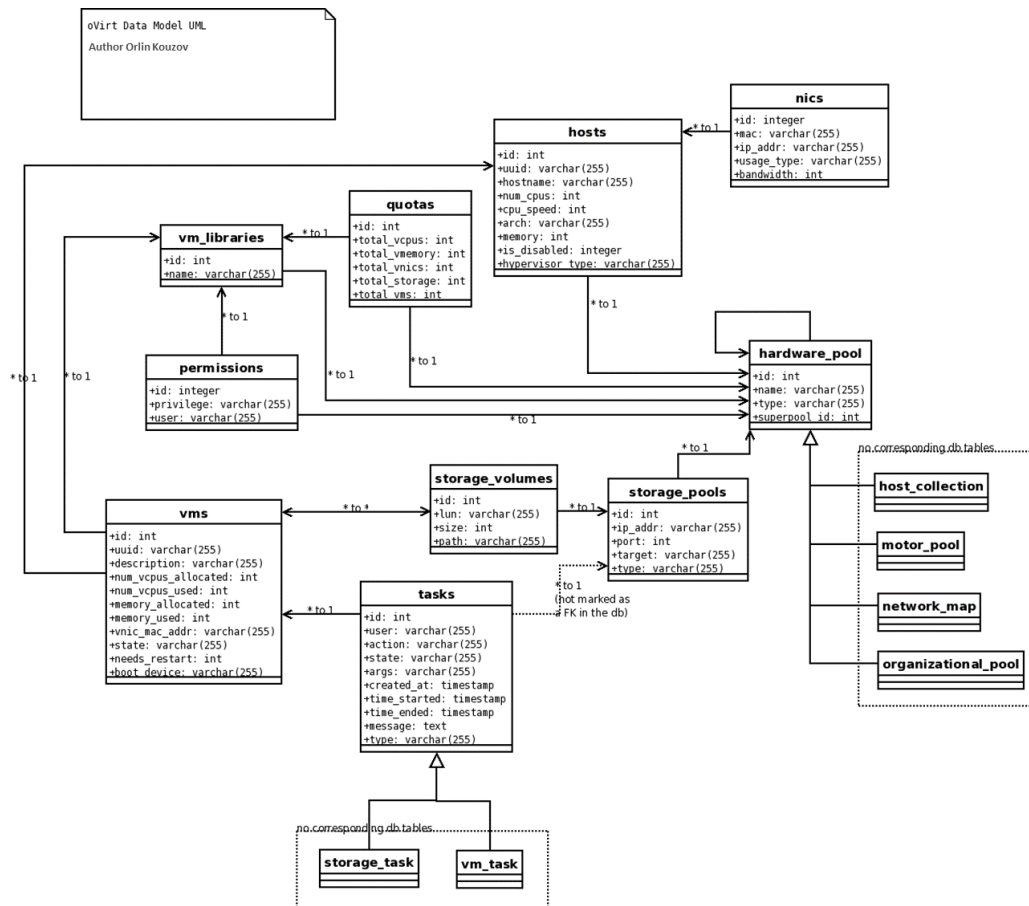 oVirt Data Model UML
Author Orlin Kouzov
nics
+id: integer
+mac: varchar(255)
+ip_addr: varchar(255)
+usage_type: varchar(255)
+bandwidth: int
* to 1
hosts
+id: int
+uuid: varchar(255)
+hostname: varchar(255)
+num_cpus: int
+cpu_speed: int
+arch: varchar(255)
+memory: int
+is_disabled: integer
+hypervisor_type: varchar(255)
quotas
+id: int
+total_vcpus: int
+total_vmemory: int
+total_vnics: int
+total_storage: int
+total_vms: int
* to 1
vm_libraries
+id: int
+name: varchar(255)
* to 1
* to 1
* to 1
* to 1
* to 1
* to 1
hardware_pool
+id: int
+name: varchar(255)
+type: varchar(255)
+superpool_id: int
permissions
+id: integer
+privilege: varchar(255)
+user: varchar(255)
* to 1
* to 1
no corresponding db tables
host_collection
motor_pool
network_map
organizational_pool
storage_volumes
+id: int
+lun: varchar(255)
+size: int
+path: varchar(255)
* to *
* to 1
storage_pools
+id: int
+ip_addr: varchar(255)
+port: int
+target: varchar(255)
+type: varchar(255)
vms
+id: int
+uuid: varchar(255)
+description: varchar(255)
+num_vcpus_allocated: int
+num_vcpus_used: int
+memory_allocated: int
+memory_used: int
+vnic_mac_addr: varchar(255)
+state: varchar(255)
+needs_restart: int
+boot_device: varchar(255)
* to 1
* to 1
(not marked as
a FK in the db)
tasks
+id: int
+user: varchar(255)
+action: varchar(255)
+state: varchar(255)
+args: varchar(255)
+created_at: timestamp
+time_started: timestamp
+time_ended: timestamp
+message: text
+type: varchar(255)
no corresponding db tables
storage_task
vm_task